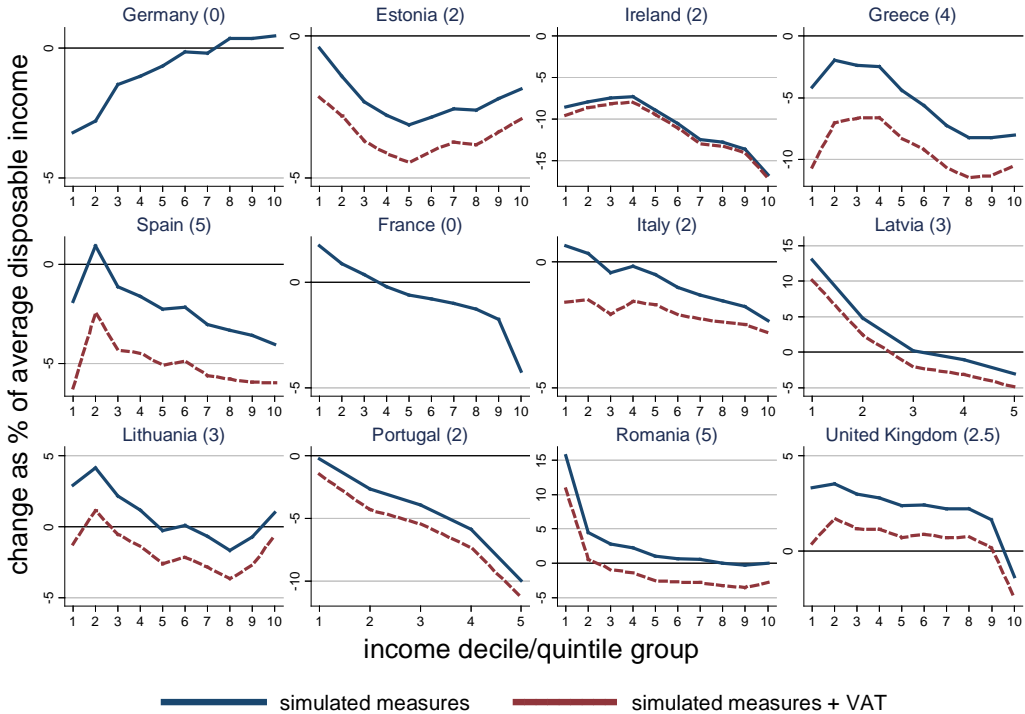 change as % of average disposable income
Germany (0)
0
-5
1 2 3 4 5 6 7 8 9 10
Estonia (2)
0
-5
1 2 3 4 5 6 7 8 9 10
Ireland (2)
0
-5
-10
-15
1 2 3 4 5 6 7 8 9 10
Greece (4)
0
-5
-10
1 2 3 4 5 6 7 8 9 10
Spain (5)
0
-5
1 2 3 4 5 6 7 8 9 10
France (0)
0
-5
1 2 3 4 5 6 7 8 9 10
Italy (2)
0
-5
1 2 3 4 5 6 7 8 9 10
Latvia (3)
15
10
5
0
-5
1 2 3 4 5
Lithuania (3)
5
0
-5
1 2 3 4 5 6 7 8 9 10
Portugal (2)
0
-5
-10
1 2 3 4 5
Romania (5)
15
10
5
0
-5
1 2 3 4 5 6 7 8 9 10
United Kingdom (2.5)
5
0
1 2 3 4 5 6 7 8 9 10
income decile/quintile group
simulated measures
simulated measures + VAT